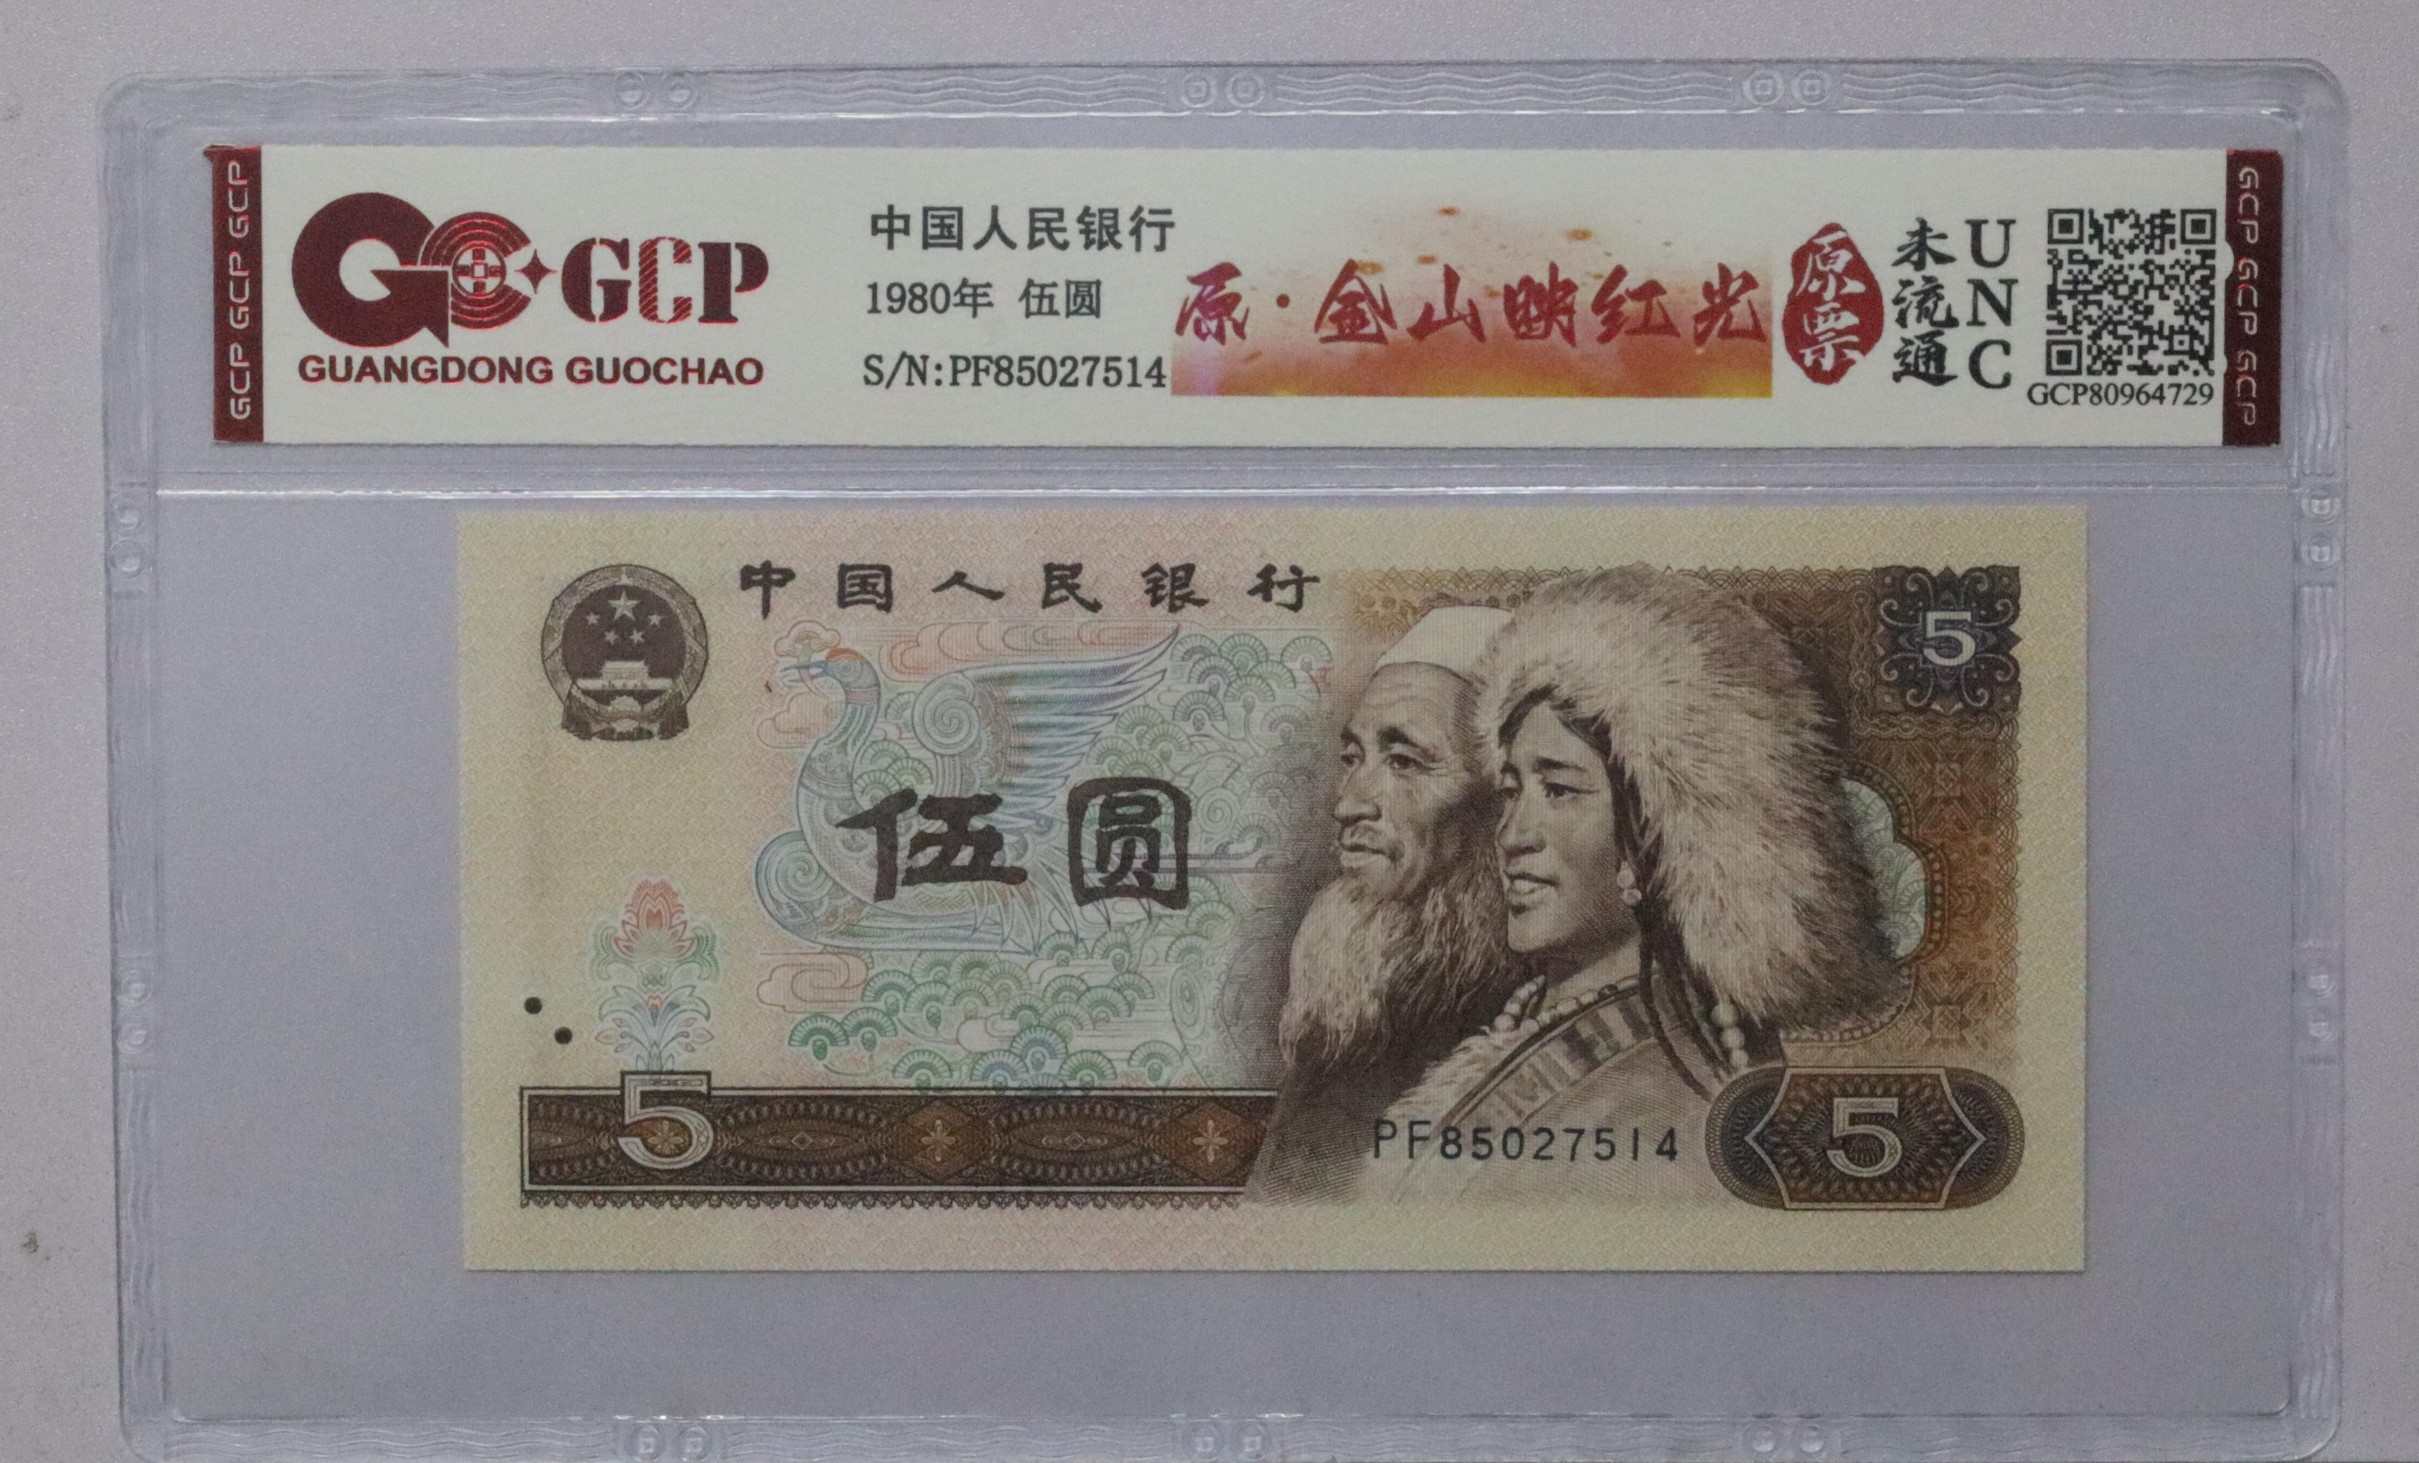 GCP GCP GCP
GCP
GUANGDONG GUOCHAO
中国人民银行
1980年 伍圆
S/N:PF85027514
原·金山映红光
原票
未流通
UNC
GCP80964729
GCP GCP GCP
中国人民银行
5
伍圆
5
PF85027514
5